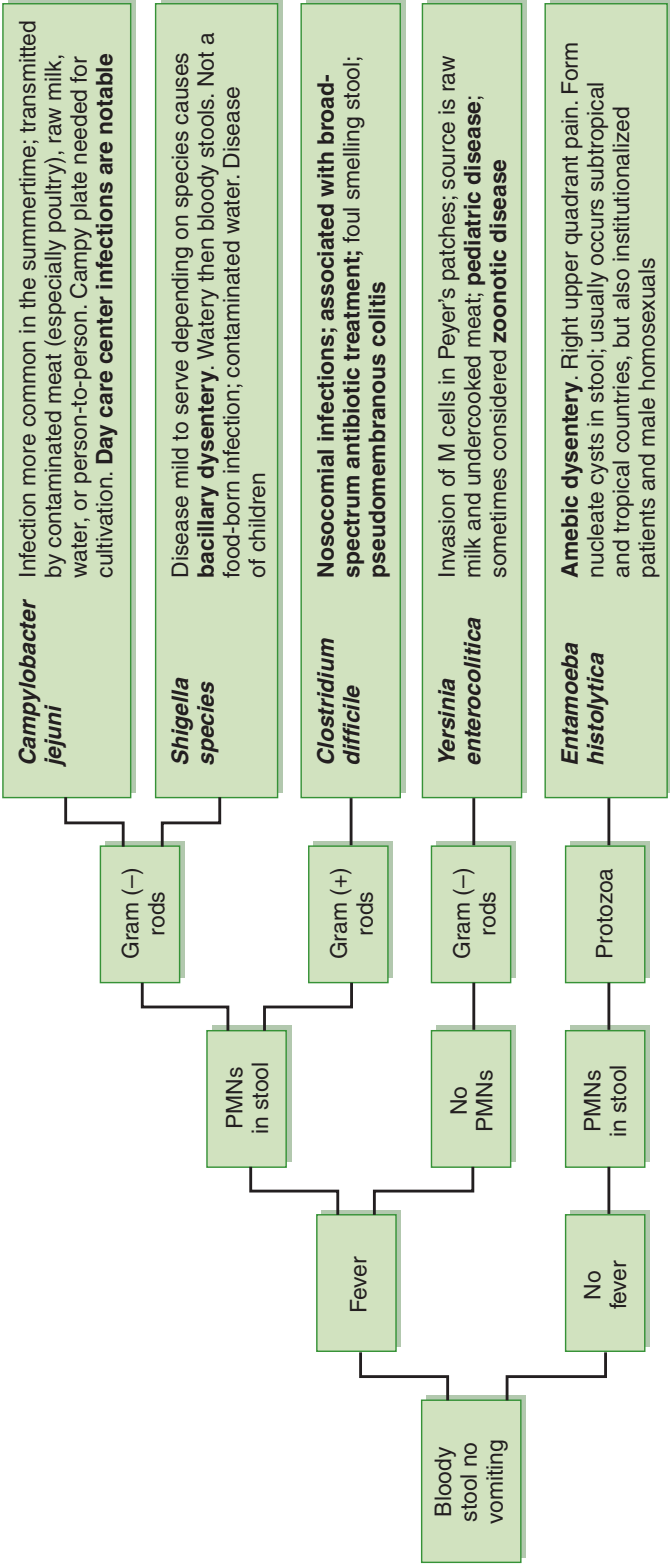 Bloody
stool no
vomiting
Fever
No
fever
PMNs
in stool
No
PMNs
PMNs
in stool
Gram (−)
rods
Gram (+)
rods
Gram (−)
rods
Protozoa
Campylobacter
jejuni
Infection more common in the summertime; transmitted
by contaminated meat (especially poultry), raw milk,
water, or person-to-person. Campy plate needed for
cultivation. Day care center infections are notable
Shigella
species
Disease mild to serve depending on species causes
bacillary dysentery. Watery then bloody stools. Not a
food-born infection; contaminated water. Disease
of children
Clostridium
difficile
Nosocomial infections; associated with broad-
spectrum antibiotic treatment; foul smelling stool;
pseudomembranous colitis
Yersinia
enterocolitica
Invasion of M cells in Peyer's patches; source is raw
milk and undercooked meat; pediatric disease;
sometimes considered zoonotic disease
Entamoeba
histolytica
Amebic dysentery. Right upper quadrant pain. Form
nucleate cysts in stool; usually occurs subtropical
and tropical countries, but also institutionalized
patients and male homosexuals